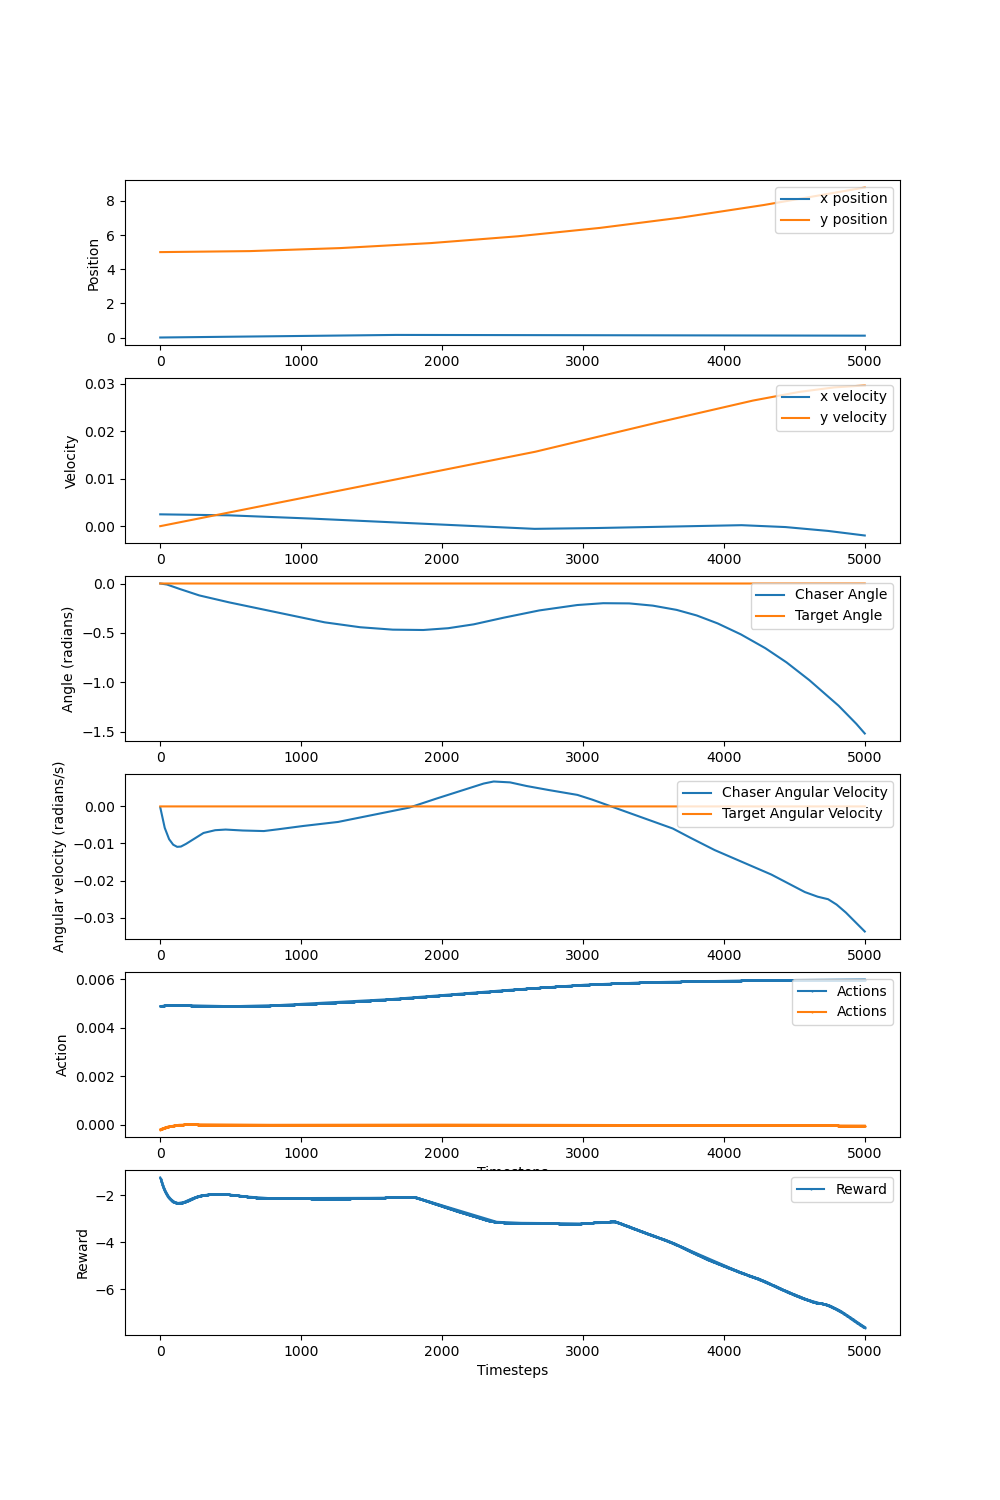 8
6
4
2
0
Position
x position
y position
0 1000 2000 3000 4000 5000
0.03
0.02
0.01
0.00
Velocity
x velocity
y velocity
0 1000 2000 3000 4000 5000
0.0
−0.5
−1.0
−1.5
Angle (radians)
Chaser Angle
Target Angle
0 1000 2000 3000 4000 5000
0.00
−0.01
−0.02
−0.03
Angular velocity (radians/s)
Chaser Angular Velocity
Target Angular Velocity
0 1000 2000 3000 4000 5000
0.006
0.004
0.002
0.000
Action
Actions
Actions
0 1000 2000 3000 4000 5000
Timesteps
−2
−4
−6
Reward
Reward
0 1000 2000 3000 4000 5000
Timesteps